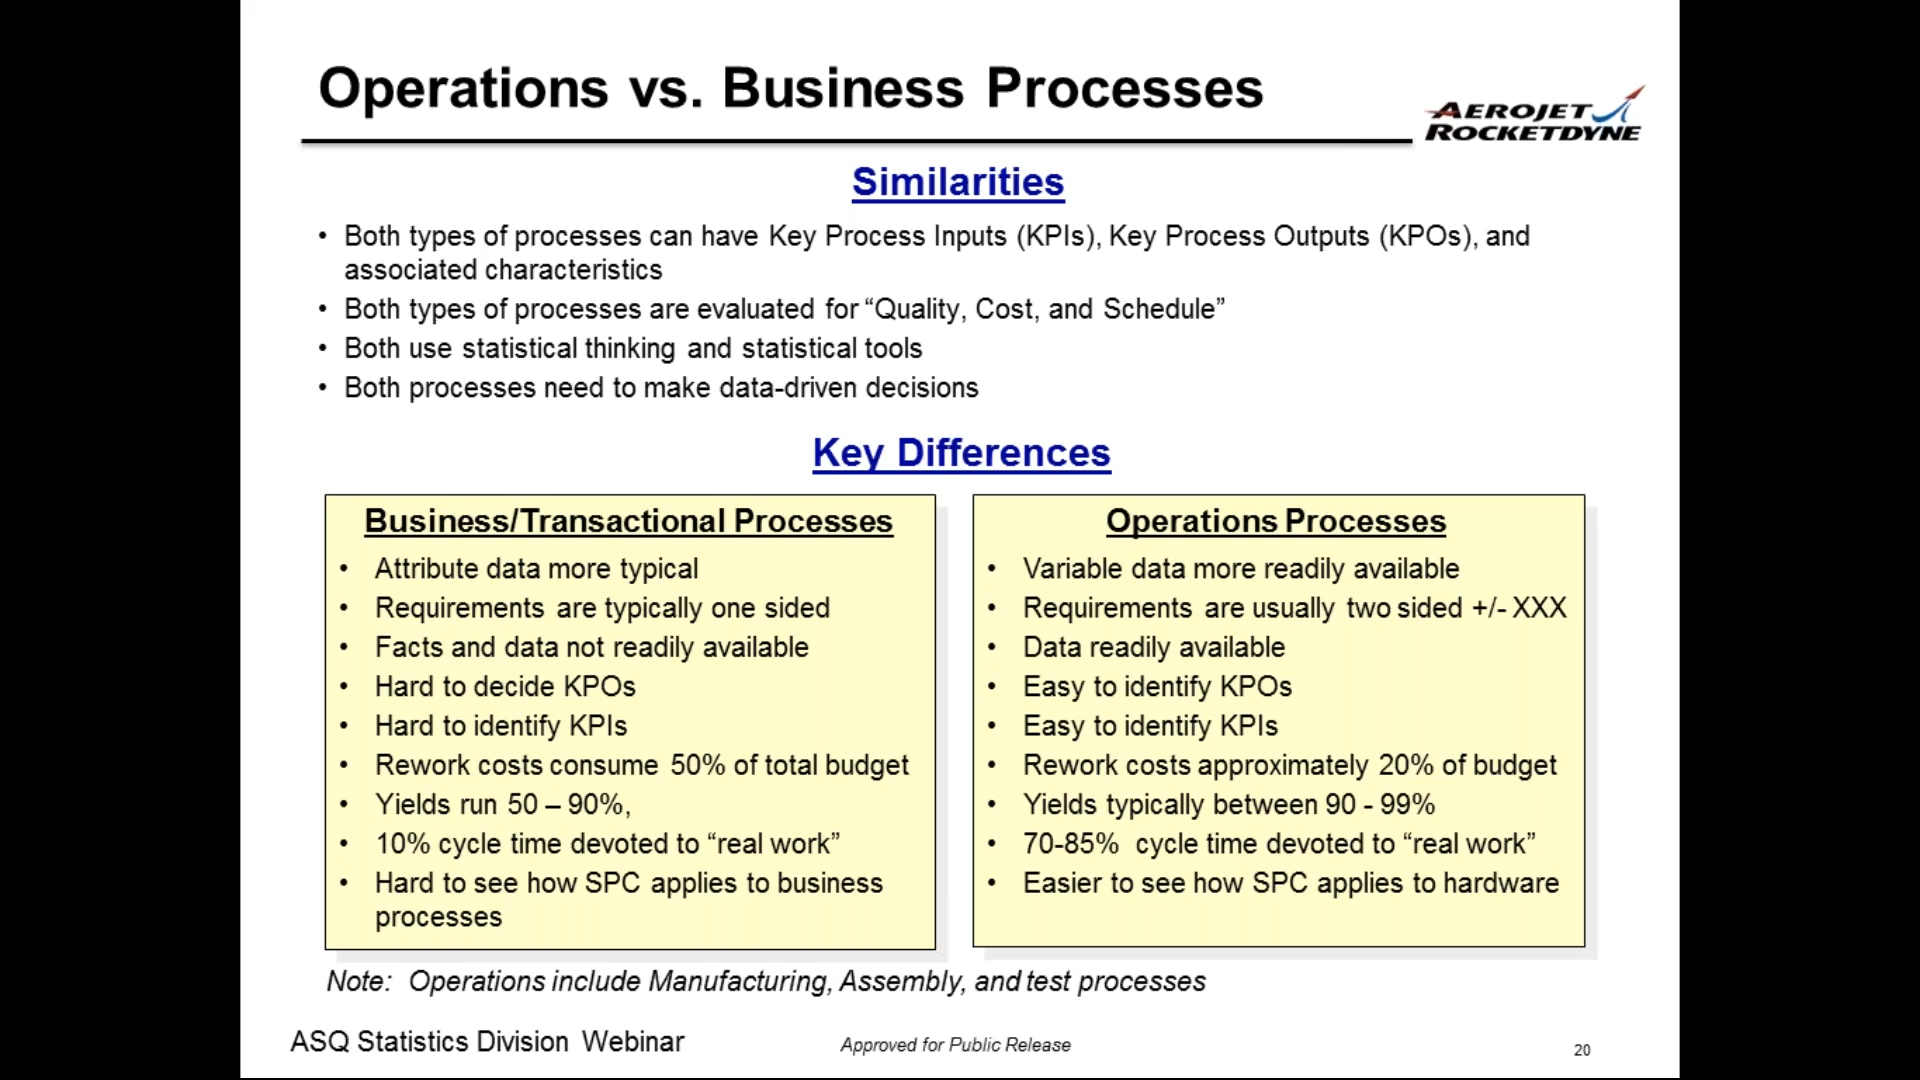 Operations vs. Business Processes
AEROJET
ROCKETDYNE
Similarities
• Both types of processes can have Key Process Inputs (KPIs), Key Process Outputs (KPOs), and
associated characteristics
• Both types of processes are evaluated for “Quality, Cost, and Schedule”
• Both use statistical thinking and statistical tools
• Both processes need to make data-driven decisions
Key Differences
Business/Transactional Processes
• Attribute data more typical
• Requirements are typically one sided
• Facts and data not readily available
• Hard to decide KPOs
• Hard to identify KPIs
• Rework costs consume 50% of total budget
• Yields run 50 – 90%,
• 10% cycle time devoted to “real work”
• Hard to see how SPC applies to business
processes
Operations Processes
• Variable data more readily available
• Requirements are usually two sided +/- XXX
• Data readily available
• Easy to identify KPOs
• Easy to identify KPIs
• Rework costs approximately 20% of budget
• Yields typically between 90 - 99%
• 70-85% cycle time devoted to “real work”
• Easier to see how SPC applies to hardware
Note: Operations include Manufacturing, Assembly, and test processes
ASQ Statistics Division Webinar
Approved for Public Release
20